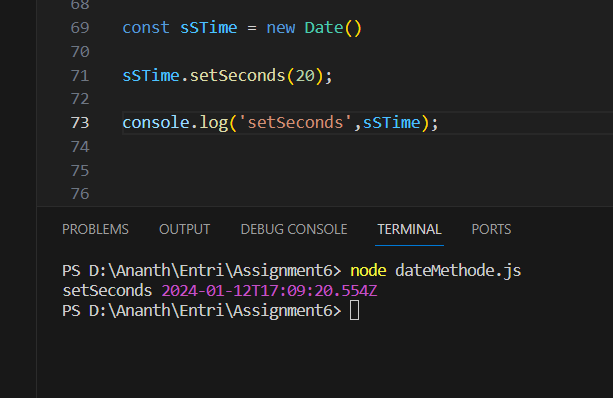 68
69 const sSTime = new Date()
70
71 sSTime.setSeconds(20);
72
73 console.log('setSeconds',sSTime);
74
75
76
PROBLEMS OUTPUT DEBUG CONSOLE TERMINAL PORTS
PS D:\Ananth\Entri\Assignment6> node dateMethode.js
setSeconds 2024-01-12T17:09:20.554Z
PS D:\Ananth\Entri\Assignment6>